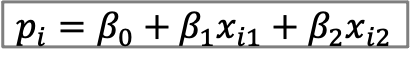 pᵢ = β₀ + β₁xᵢ₁ + β₂xᵢ₂